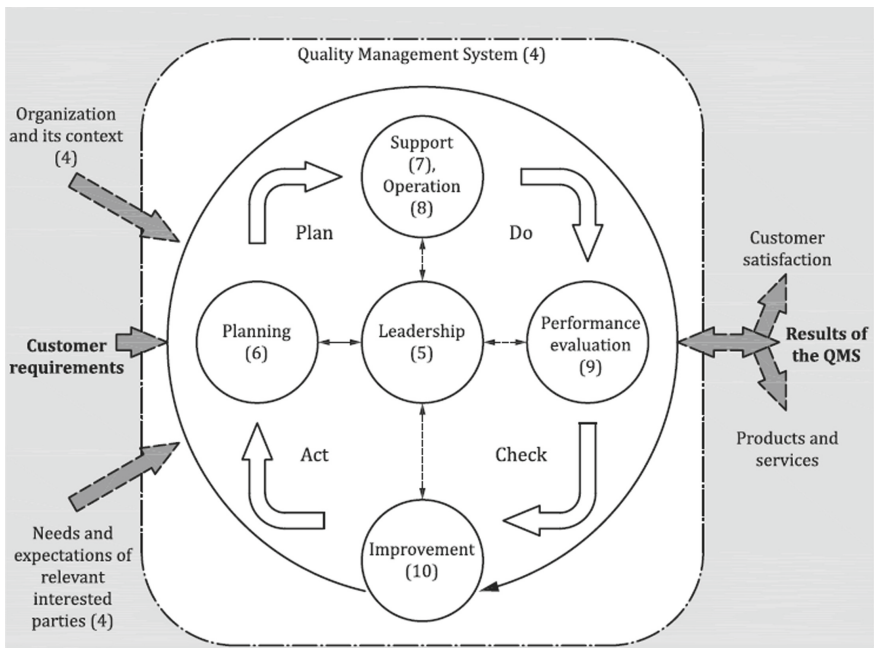 Quality Management System (4)
Organization
and its context
(4)
Support
(7),
Operation
(8)
Plan
Do
Customer
satisfaction
Planning
(6)
Leadership
(5)
Performance
evaluation
(9)
Customer
requirements
Results of
the QMS
Act
Check
Products and
services
Needs and
expectations of
relevant
interested
parties (4)
Improvement
(10)